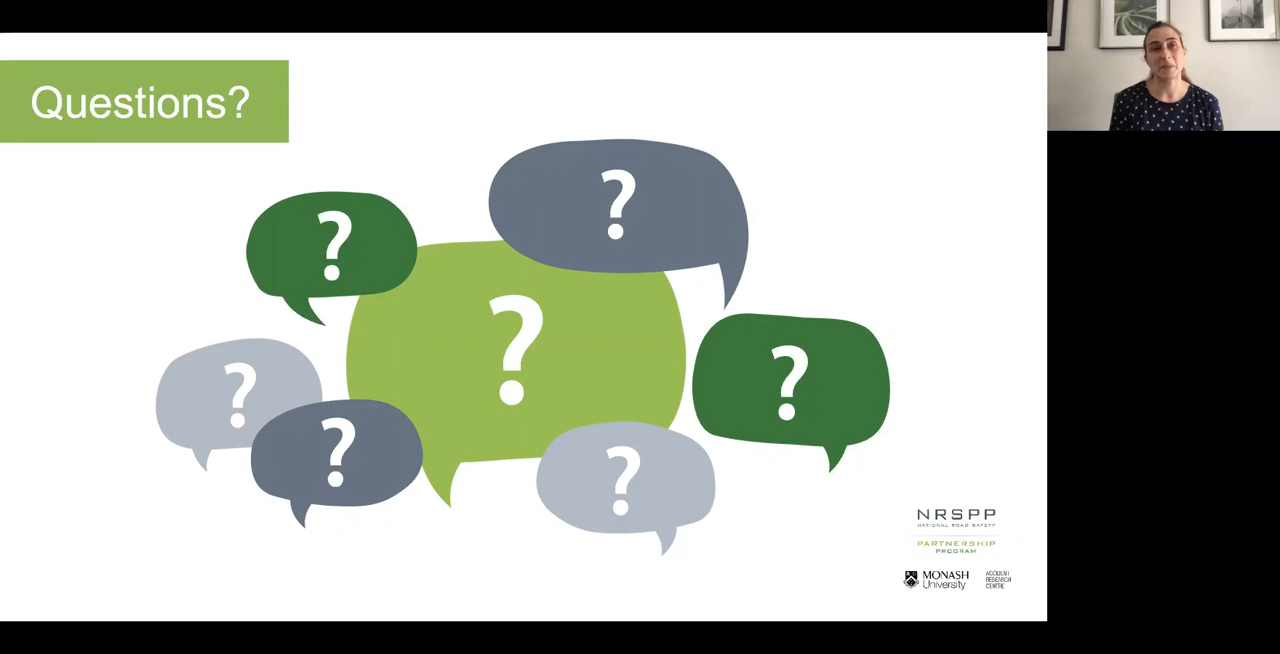 Questions?
?
?
?
?
?
?
?
NRSPP
NATIONAL ROAD SAFETY
PARTNERSHIP
PROGRAM
MONASH
University
ACCIDENT
RESEARCH
CENTRE